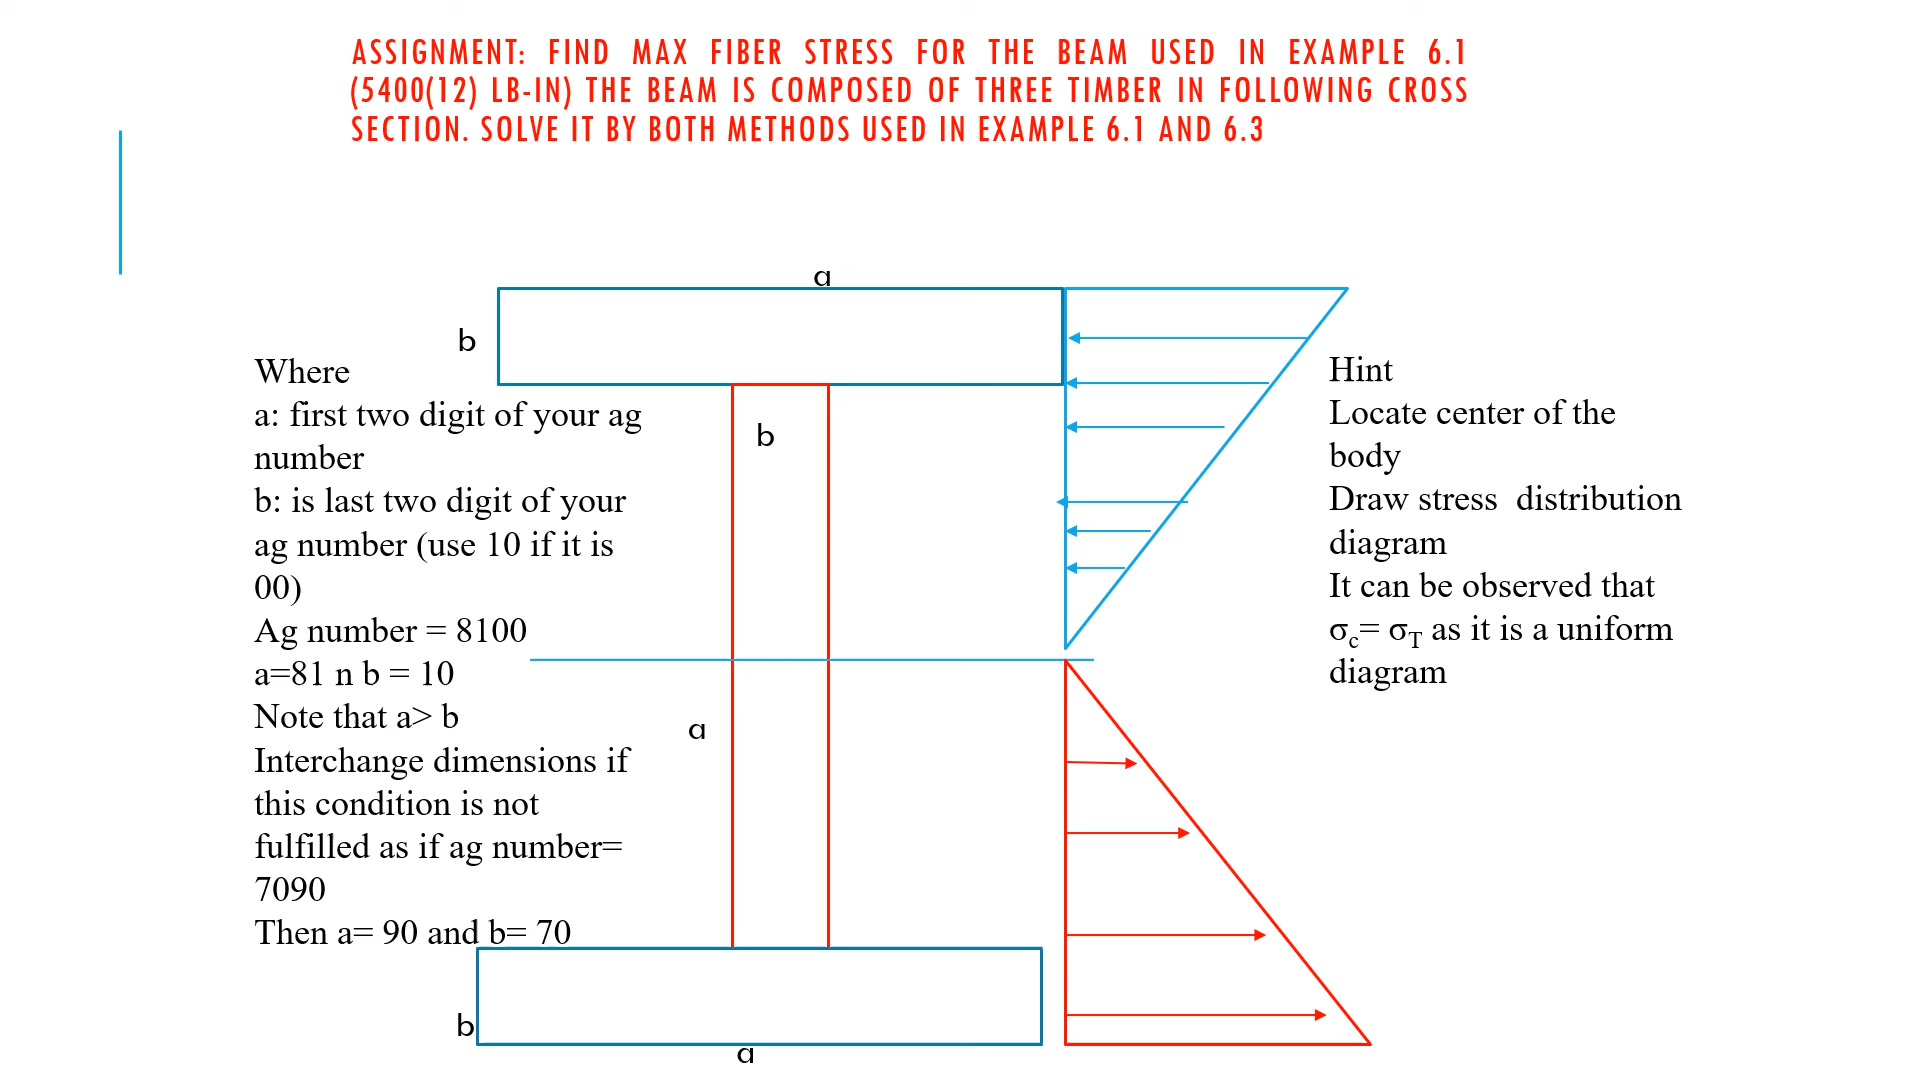 ASSIGNMENT: FIND MAX FIBER STRESS FOR THE BEAM USED IN EXAMPLE 6.1
(5400(12) LB-IN) THE BEAM IS COMPOSED OF THREE TIMBER IN FOLLOWING CROSS
SECTION. SOLVE IT BY BOTH METHODS USED IN EXAMPLE 6.1 AND 6.3
a
b
b
a
b
a
Where
a: first two digit of your ag
number
b: is last two digit of your
ag number (use 10 if it is
00)
Ag number = 8100
a=81 n b = 10
Note that a> b
Interchange dimensions if
this condition is not
fulfilled as if ag number=
7090
Then a= 90 and b= 70
Hint
Locate center of the
body
Draw stress distribution
diagram
It can be observed that
σc= σT as it is a uniform
diagram